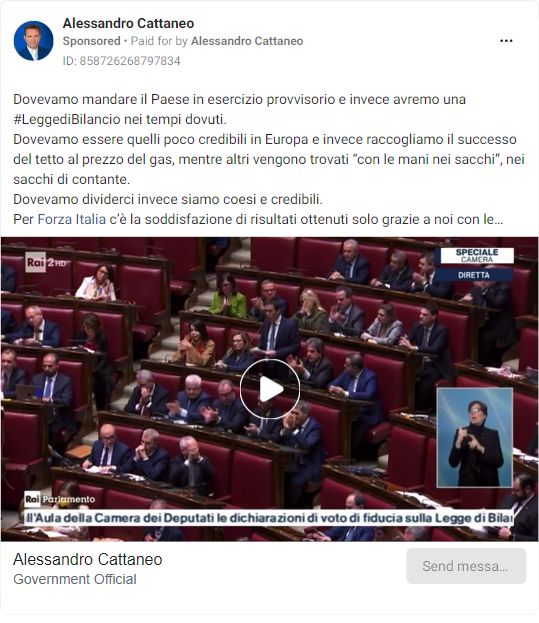 Alessandro Cattaneo
Sponsored • Paid for by Alessandro Cattaneo
ID: 858726268797834
Dovevamo mandare il Paese in esercizio provvisorio e invece avremo una
#LeggediBilancio nei tempi dovuti.
Dovevamo essere quelli poco credibili in Europa e invece raccogliamo il successo
del tetto al prezzo del gas, mentre altri vengono trovati “con le mani nei sacchi”, nei
sacchi di contante.
Dovevamo dividerci invece siamo coesi e credibili.
Per Forza Italia c’è la soddisfazione di risultati ottenuti solo grazie a noi con le…
Rai 2 HD
SPECIALE
CAMERA
DIRETTA
Rai Parlamento
ll'Aula della Camera dei Deputati le dichiarazioni di voto di fiducia sulla Legge di Bilan
Alessandro Cattaneo
Government Official
Send messa…